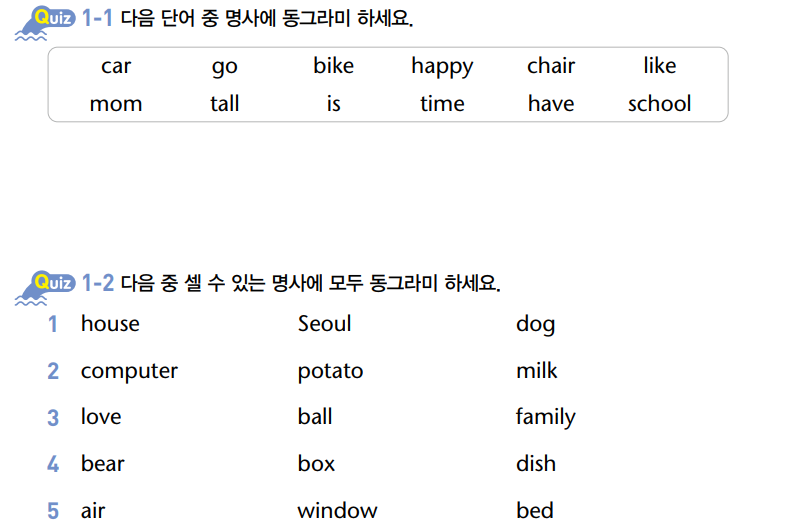 Quiz 1-1 다음 단어 중 명사에 동그라미 하세요.
car go bike happy chair like
mom tall is time have school
Quiz 1-2 다음 중 셀 수 있는 명사에 모두 동그라미 하세요.
1 house Seoul dog
2 computer potato milk
3 love ball family
4 bear box dish
5 air window bed